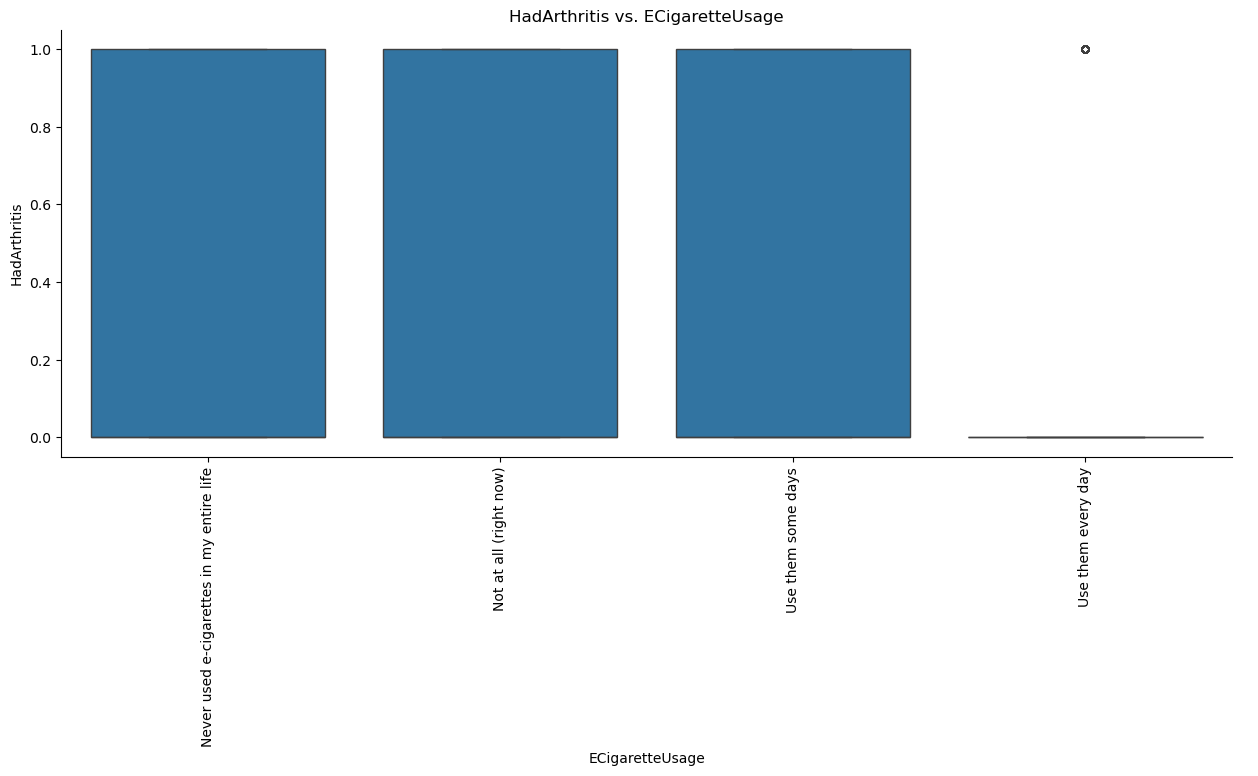 HadArthritis vs. ECigaretteUsage
HadArthritis
1.0
0.8
0.6
0.4
0.2
0.0
Never used e-cigarettes in my entire life
Not at all (right now)
Use them some days
Use them every day
ECigaretteUsage